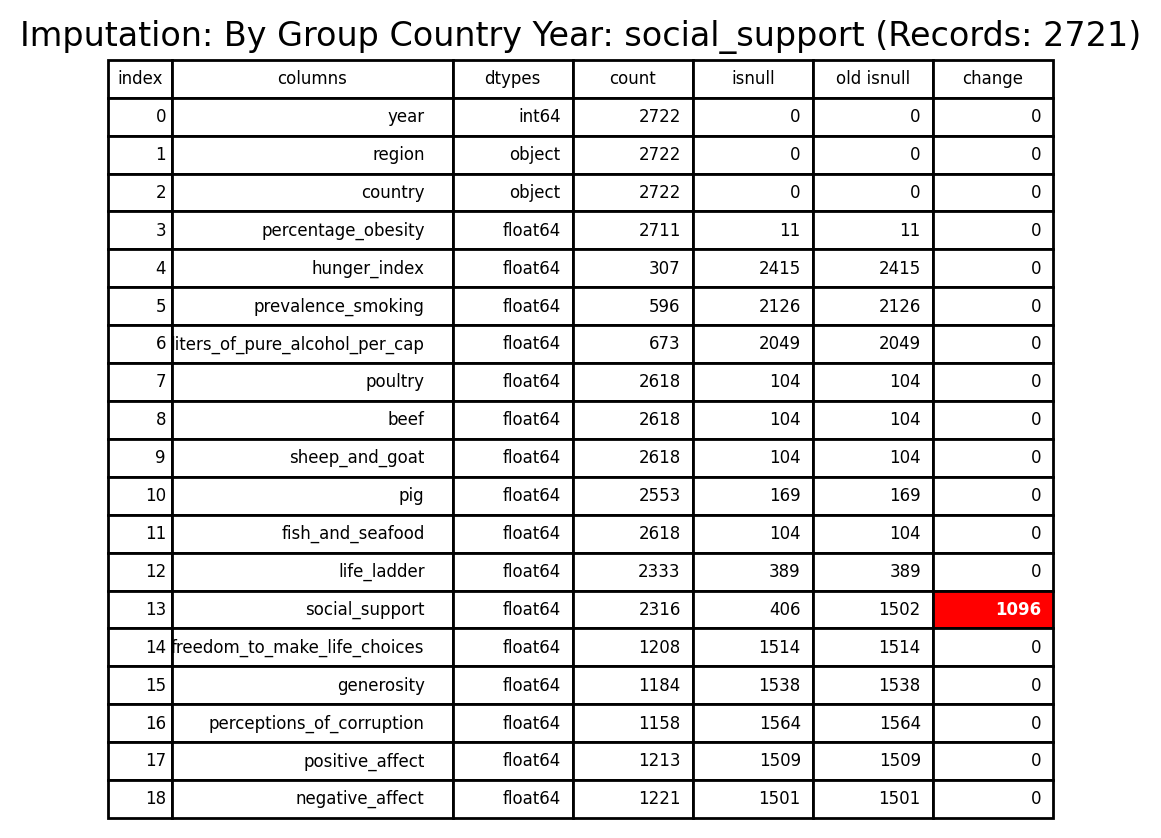 Imputation: By Group Country Year: social_support (Records: 2721)
index columns dtypes count isnull old isnull change
0 year int64 2722 0 0 0
1 region object 2722 0 0 0
2 country object 2722 0 0 0
3 percentage_obesity float64 2711 11 11 0
4 hunger_index float64 307 2415 2415 0
5 prevalence_smoking float64 596 2126 2126 0
6 iters_of_pure_alcohol_per_cap float64 673 2049 2049 0
7 poultry float64 2618 104 104 0
8 beef float64 2618 104 104 0
9 sheep_and_goat float64 2618 104 104 0
10 pig float64 2553 169 169 0
11 fish_and_seafood float64 2618 104 104 0
12 life_ladder float64 2333 389 389 0
13 social_support float64 2316 406 1502 1096
14 freedom_to_make_life_choices float64 1208 1514 1514 0
15 generosity float64 1184 1538 1538 0
16 perceptions_of_corruption float64 1158 1564 1564 0
17 positive_affect float64 1213 1509 1509 0
18 negative_affect float64 1221 1501 1501 0